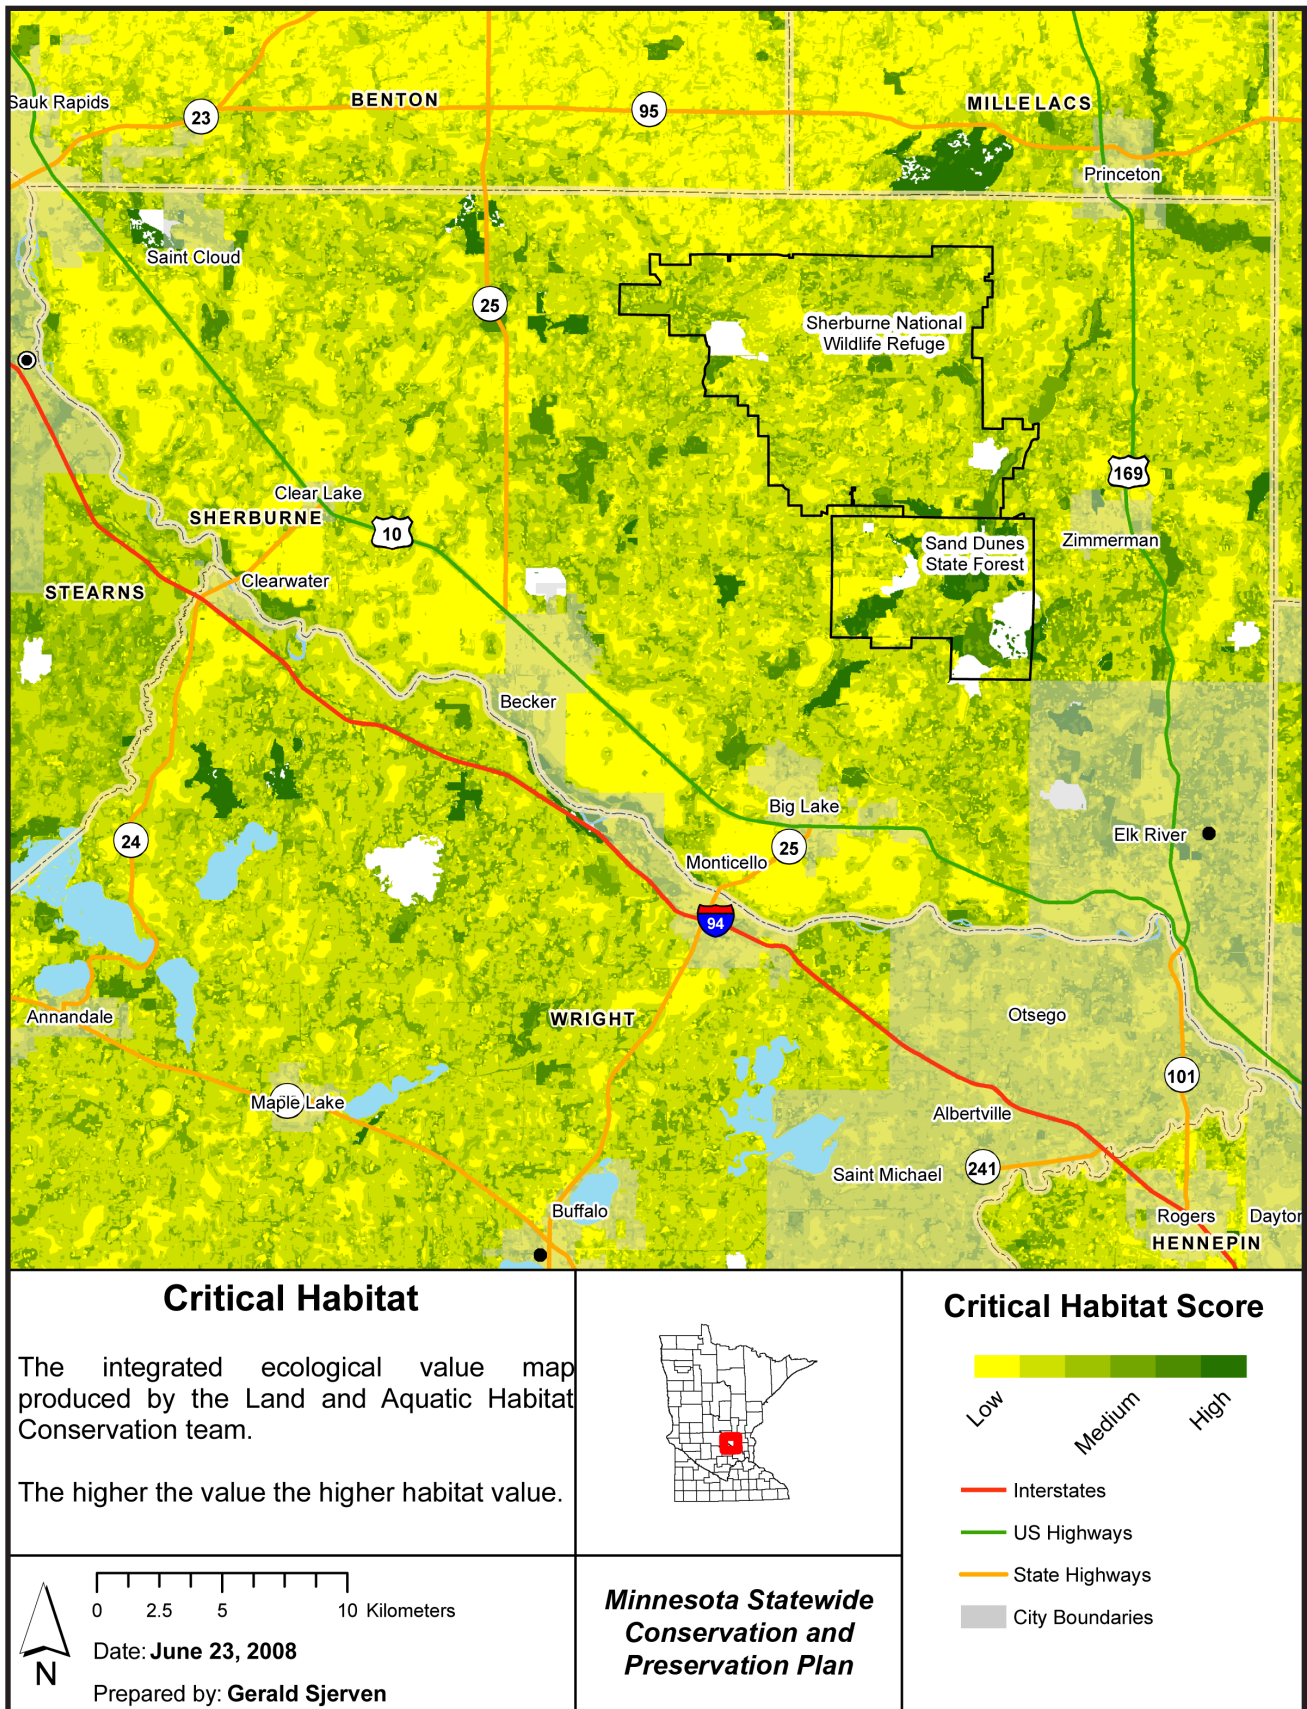 Sauk Rapids
23
BENTON
95
MILLE LACS
Princeton
Saint Cloud
25
Sherburne National
Wildlife Refuge
169
Clear Lake
SHERBURNE
10
Sand Dunes
State Forest
Zimmerman
Clearwater
STEARNS
Becker
Big Lake
Elk River
24
25
Monticello
94
Annandale
WRIGHT
Otsego
101
Maple Lake
Albertville
Saint Michael
241
Buffalo
Rogers
Dayton
HENNEPIN
Critical Habitat
The integrated ecological value map
produced by the Land and Aquatic Habitat
Conservation team.
The higher the value the higher habitat value.
Critical Habitat Score
Low
Medium
High
Interstates
US Highways
State Highways
City Boundaries
0 2.5 5 10 Kilometers
N
Date: June 23, 2008
Prepared by: Gerald Sjerven
Minnesota Statewide
Conservation and
Preservation Plan